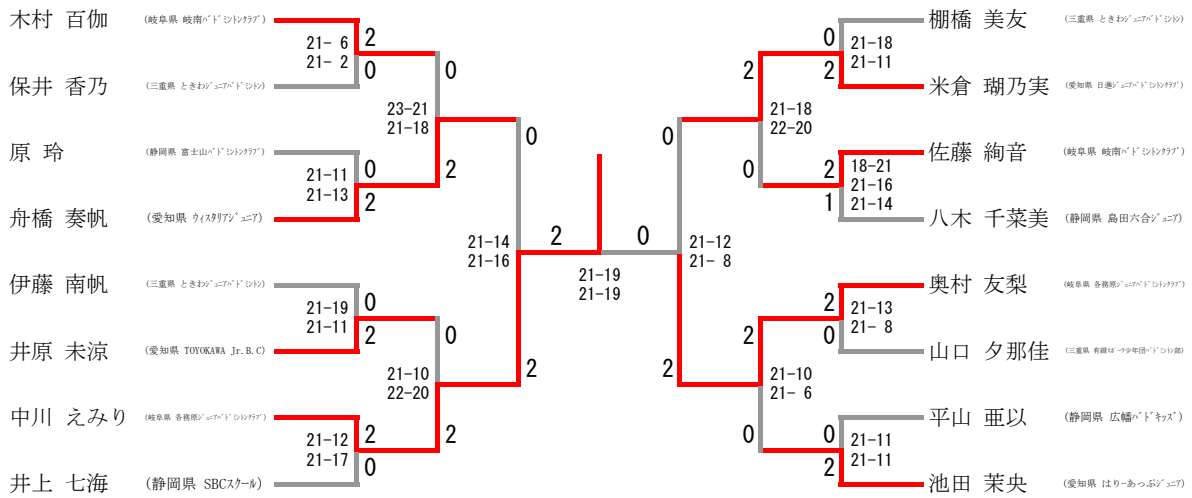 木村 百伽 (岐阜県 岐南ﾊﾞﾄﾞﾐﾝﾄﾝｸﾗﾌﾞ)
21- 6 2
21- 2 0
保井 香乃 (三重県 ときわｼﾞｭﾆｱﾊﾞﾄﾞﾐﾝﾄﾝ)
0
23-21
21-18
2
原 玲 (静岡県 富士山ﾊﾞﾄﾞﾐﾝﾄﾝｸﾗﾌﾞ)
21-11 0
21-13 2
舟橋 奏帆 (愛知県 ｳｨｽﾀﾘｱｼﾞｭﾆｱ)
0
21-14
21-16
2
伊藤 南帆 (三重県 ときわｼﾞｭﾆｱﾊﾞﾄﾞﾐﾝﾄﾝ)
21-19 0
21-11 2
井原 未涼 (愛知県 TOYOKAWA Jr.B.C)
0
21-10
22-20
2
中川 えみり (岐阜県 各務原ｼﾞｭﾆｱﾊﾞﾄﾞﾐﾝﾄﾝｸﾗﾌﾞ)
21-12 2
21-17 0
井上 七海 (静岡県 SBCｽｸｰﾙ)
2 0
21-19
21-19
棚橋 美友 (三重県 ときわｼﾞｭﾆｱﾊﾞﾄﾞﾐﾝﾄﾝ)
0 21-18
2 21-11
米倉 瑚乃実 (愛知県 日進ｼﾞｭﾆｱﾊﾞﾄﾞﾐﾝﾄﾝｸﾗﾌﾞ)
2
21-18
22-20
0
佐藤 絢音 (岐阜県 岐南ﾊﾞﾄﾞﾐﾝﾄﾝｸﾗﾌﾞ)
2 18-21
21-16
1 21-14
八木 千菜美 (静岡県 島田六合ｼﾞｭﾆｱ)
0
21-12
21- 8
2
奥村 友梨 (岐阜県 各務原ｼﾞｭﾆｱﾊﾞﾄﾞﾐﾝﾄﾝｸﾗﾌﾞ)
2 21-13
0 21- 8
山口 夕那佳 (三重県 有緝ｽﾎﾟｰﾂ少年団ﾊﾞﾄﾞﾐﾝﾄﾝ部)
2
21-10
21- 6
0
平山 亜以 (静岡県 広幡ﾊﾞﾄﾞｷｯｽﾞ)
0 21-11
2 21-11
池田 茉央 (愛知県 はりーあっぷｼﾞｭﾆｱ)